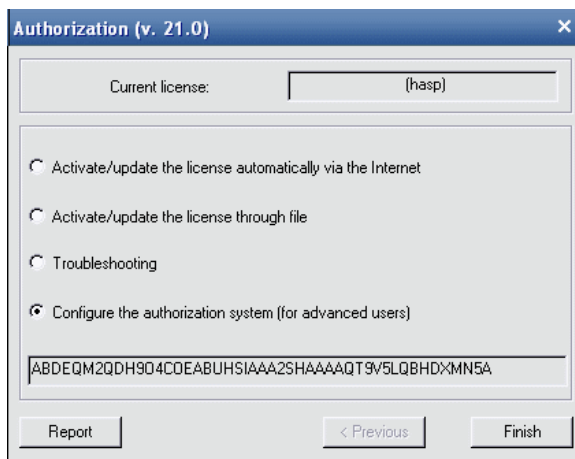 Authorization (v. 21.0)
Current license: (hasp)
Activate/update the license automatically via the Internet
Activate/update the license through file
Troubleshooting
Configure the authorization system (for advanced users)
ABDEQM2QDH9O4COEABUHSIAAA2SHAAAAQT9V5LQBHDXMN5A
Report < Previous Finish